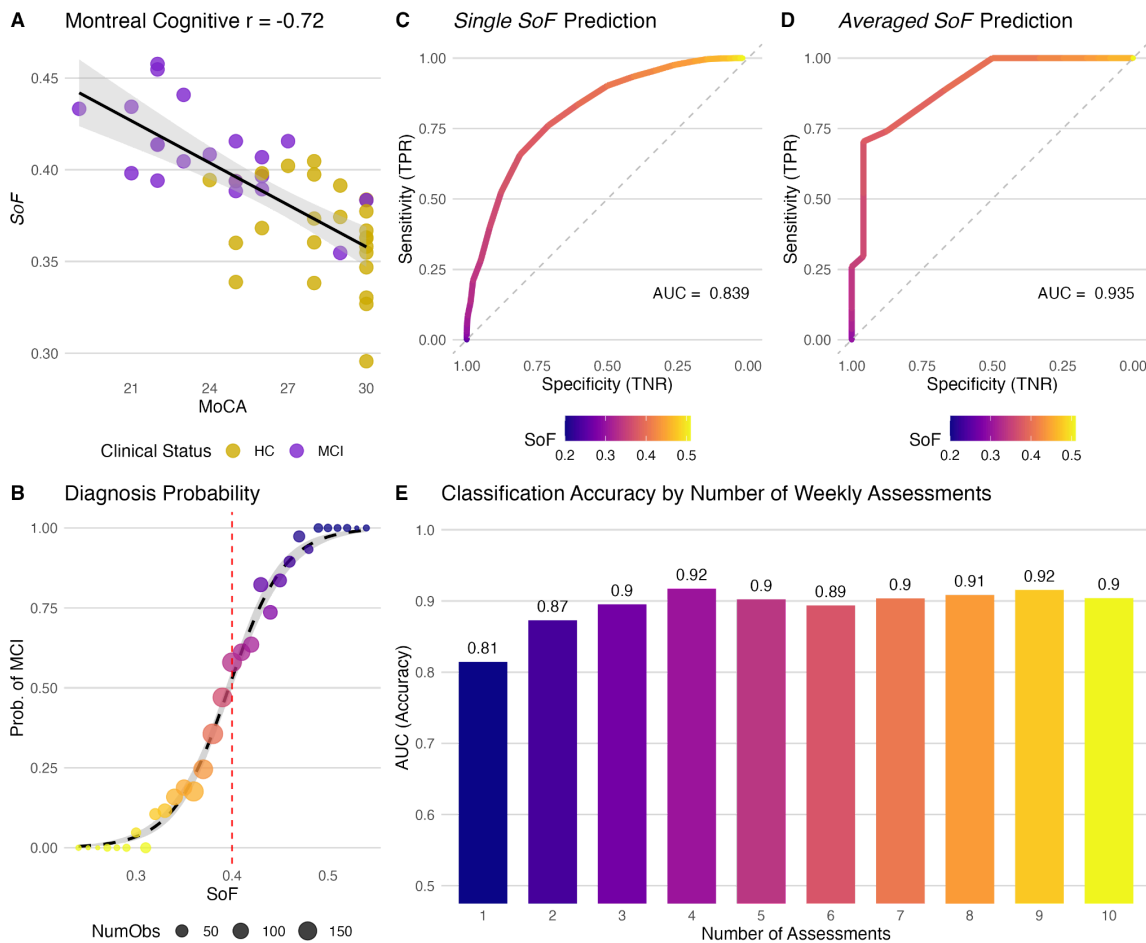 A Montreal Cognitive r = -0.72
SoF
0.45
0.40
0.35
0.30
21 24 27 30
MoCA
Clinical Status HC MCI
C Single SoF Prediction
Sensitivity (TPR)
1.00
0.75
0.50
0.25
0.00
AUC = 0.839
1.00 0.75 0.50 0.25 0.00
Specificity (TNR)
SoF
0.2 0.3 0.4 0.5
D Averaged SoF Prediction
Sensitivity (TPR)
1.00
0.75
0.50
0.25
0.00
AUC = 0.935
1.00 0.75 0.50 0.25 0.00
Specificity (TNR)
SoF
0.2 0.3 0.4 0.5
B Diagnosis Probability
Prob. of MCI
1.00
0.75
0.50
0.25
0.00
0.3 0.4 0.5
SoF
NumObs 50 100 150
E Classification Accuracy by Number of Weekly Assessments
AUC (Accuracy)
1.0
0.9
0.8
0.7
0.6
0.5
0.81 0.87 0.9 0.92 0.9 0.89 0.9 0.91 0.92 0.9
1 2 3 4 5 6 7 8 9 10
Number of Assessments